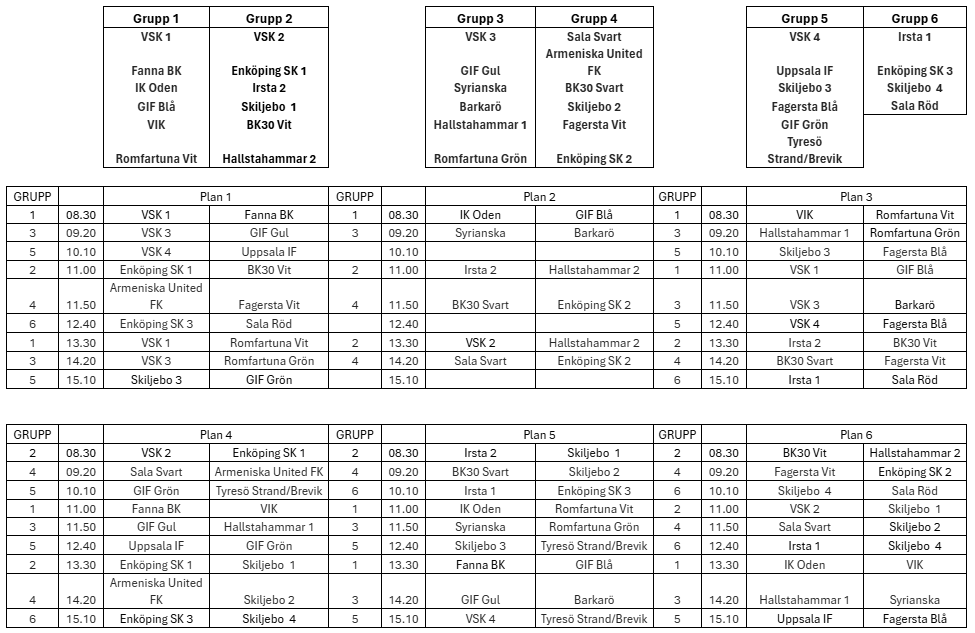 Grupp 1 Grupp 2 Grupp 3 Grupp 4 Grupp 5 Grupp 6
VSK 1 VSK 2 VSK 3 Sala Svart VSK 4 Irsta 1
Armeniska United
Fanna BK Enköping SK 1 GIF Gul FK Uppsala IF Enköping SK 3
IK Oden Irsta 2 Syrianska BK30 Svart Skiljebo 3 Skiljebo 4
GIF Blå Skiljebo 1 Barkarö Skiljebo 2 Fagersta Blå Sala Röd
VIK BK30 Vit Hallstahammar 1 Fagersta Vit GIF Grön
Tyresö
Romfartuna Vit Hallstahammar 2 Romfartuna Grön Enköping SK 2 Strand/Brevik
GRUPP Plan 1 GRUPP Plan 2 GRUPP Plan 3
1 08.30 VSK 1 Fanna BK 1 08.30 IK Oden GIF Blå 1 08.30 VIK Romfartuna Vit
3 09.20 VSK 3 GIF Gul 3 09.20 Syrianska Barkarö 3 09.20 Hallstahammar 1 Romfartuna Grön
5 10.10 VSK 4 Uppsala IF 10.10 5 10.10 Skiljebo 3 Fagersta Blå
2 11.00 Enköping SK 1 BK30 Vit 2 11.00 Irsta 2 Hallstahammar 2 1 11.00 VSK 1 GIF Blå
Armeniska United
4 11.50 FK Fagersta Vit 4 11.50 BK30 Svart Enköping SK 2 3 11.50 VSK 3 Barkarö
6 12.40 Enköping SK 3 Sala Röd 12.40 5 12.40 VSK 4 Fagersta Blå
1 13.30 VSK 1 Romfartuna Vit 2 13.30 VSK 2 Hallstahammar 2 2 13.30 Irsta 2 BK30 Vit
3 14.20 VSK 3 Romfartuna Grön 4 14.20 Sala Svart Enköping SK 2 4 14.20 BK30 Svart Fagersta Vit
5 15.10 Skiljebo 3 GIF Grön 15.10 6 15.10 Irsta 1 Sala Röd
GRUPP Plan 4 GRUPP Plan 5 GRUPP Plan 6
2 08.30 VSK 2 Enköping SK 1 2 08.30 Irsta 2 Skiljebo 1 2 08.30 BK30 Vit Hallstahammar 2
4 09.20 Sala Svart Armeniska United FK 4 09.20 BK30 Svart Skiljebo 2 4 09.20 Fagersta Vit Enköping SK 2
5 10.10 GIF Grön Tyresö Strand/Brevik 6 10.10 Irsta 1 Enköping SK 3 6 10.10 Skiljebo 4 Sala Röd
1 11.00 Fanna BK VIK 1 11.00 IK Oden Romfartuna Vit 2 11.00 VSK 2 Skiljebo 1
3 11.50 GIF Gul Hallstahammar 1 3 11.50 Syrianska Romfartuna Grön 4 11.50 Sala Svart Skiljebo 2
5 12.40 Uppsala IF GIF Grön 5 12.40 Skiljebo 3 Tyresö Strand/Brevik 6 12.40 Irsta 1 Skiljebo 4
2 13.30 Enköping SK 1 Skiljebo 1 1 13.30 Fanna BK GIF Blå 1 13.30 IK Oden VIK
Armeniska United
4 14.20 FK Skiljebo 2 3 14.20 GIF Gul Barkarö 3 14.20 Hallstahammar 1 Syrianska
6 15.10 Enköping SK 3 Skiljebo 4 5 15.10 VSK 4 Tyresö Strand/Brevik 5 15.10 Uppsala IF Fagersta Blå